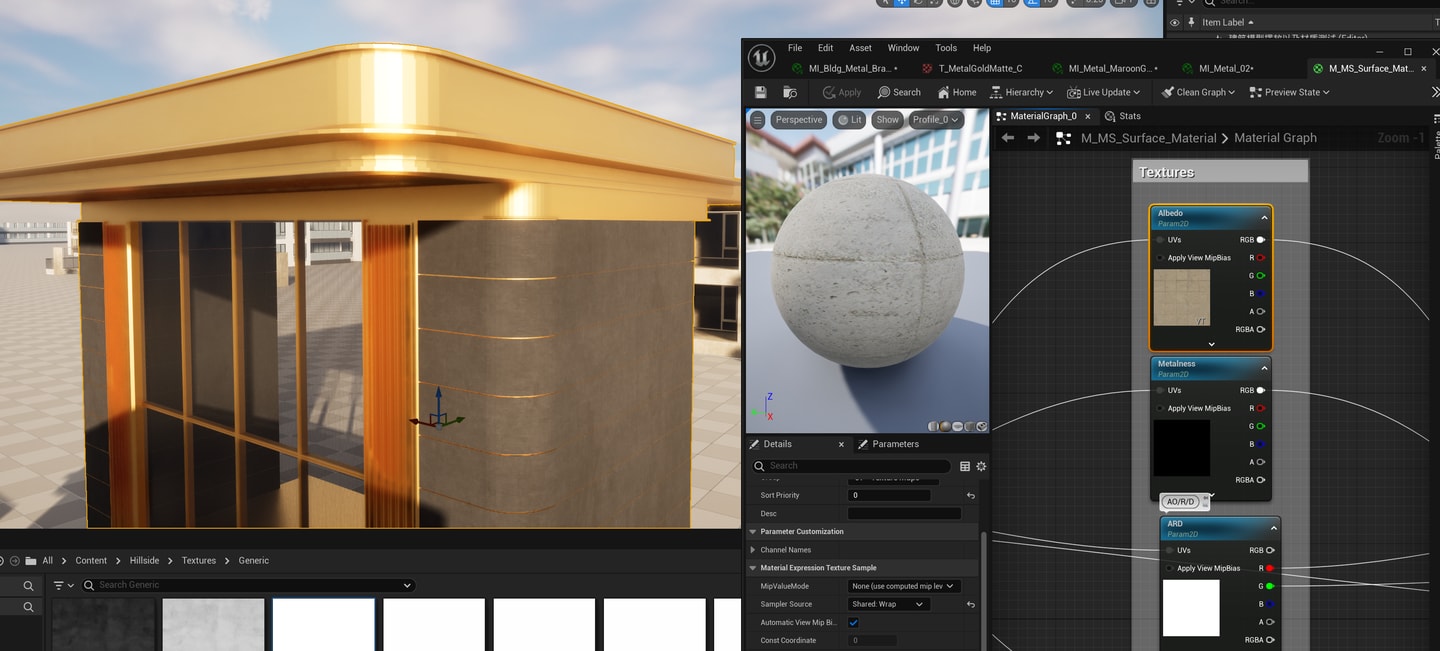 Search...
Item Label
File Edit Asset Window Tools Help
MI_Bldg_Metal_Bra... •
T_MetalGoldMatte_C
MI_Metal_MaroonG... •
MI_Metal_02•
M_MS_Surface_Mat...
Apply
Search
Home
Hierarchy
Live Update
Clean Graph
Preview State
Perspective
Lit
Show
Profile_0
MaterialGraph_0
Stats
M_MS_Surface_Material > Material Graph
Zoom -1
Palette
Textures
Albedo
Param2D
UVs RGB
Apply View MipBias R
G
B
A
RGBA
VT
Metalness
Param2D
UVs RGB
Apply View MipBias R
G
B
A
RGBA
AO/R/D
ARD
Param2D
UVs RGB
Apply View MipBias R
G
B
A
RGBA
Z
X
Details
Parameters
Search
Sort Priority 0
Desc
Parameter Customization
Channel Names
Material Expression Texture Sample
MipValueMode None (use computed mip lev
Sampler Source Shared: Wrap
Automatic View Mip Bi...
Const Coordinate 0
All > Content > Hillside > Textures > Generic
Search Generic